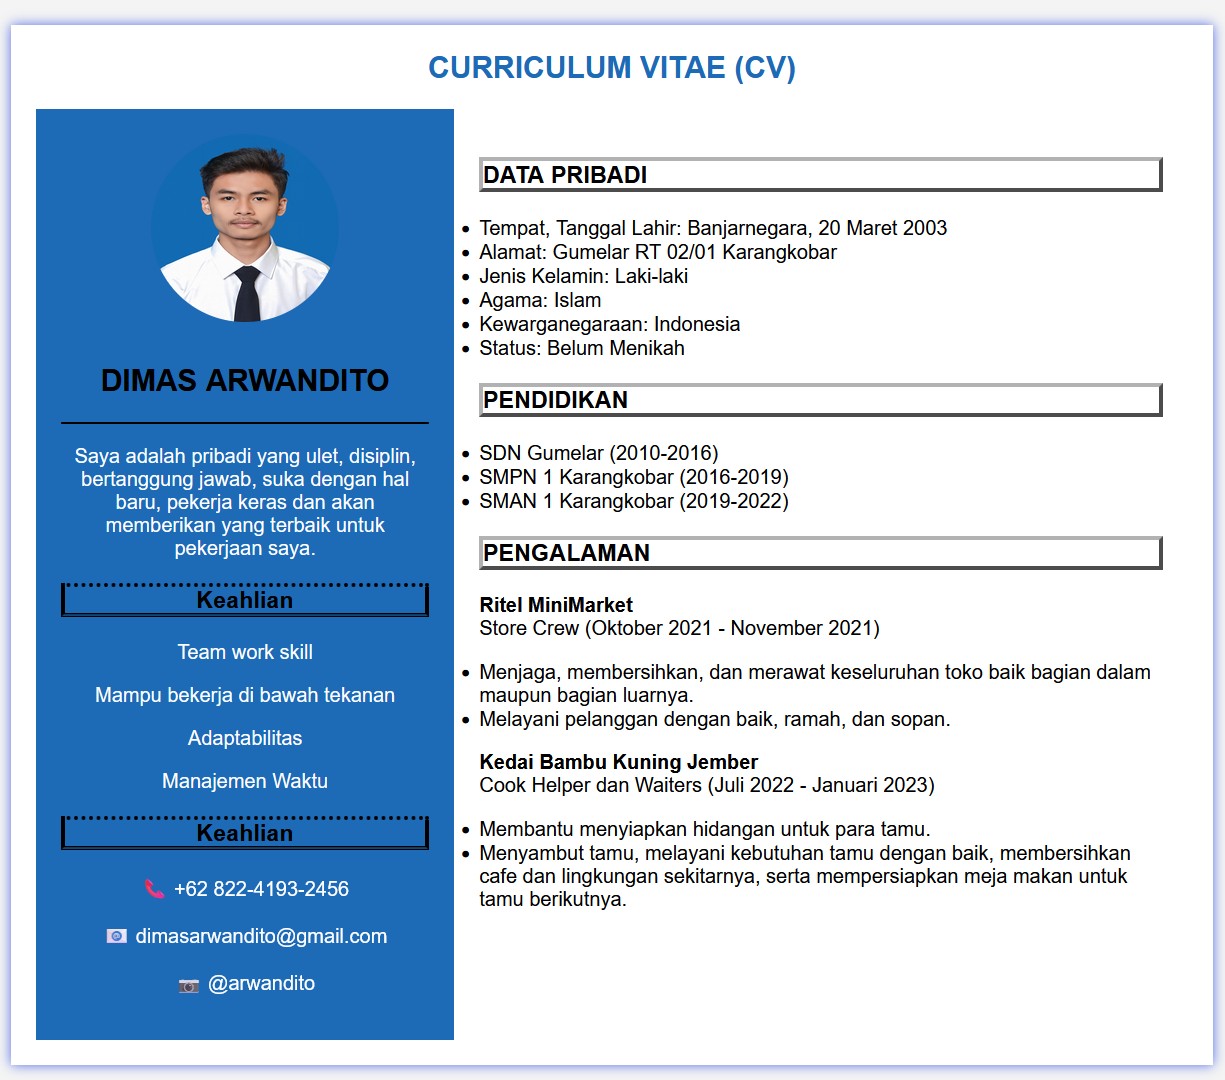 CURRICULUM VITAE (CV)
DIMAS ARWANDITO
Saya adalah pribadi yang ulet, disiplin,
bertanggung jawab, suka dengan hal
baru, pekerja keras dan akan
memberikan yang terbaik untuk
pekerjaan saya.
Keahlian
Team work skill
Mampu bekerja di bawah tekanan
Adaptabilitas
Manajemen Waktu
Keahlian
+62 822-4193-2456
dimasarwandito@gmail.com
@arwandito
DATA PRIBADI
• Tempat, Tanggal Lahir: Banjarnegara, 20 Maret 2003
• Alamat: Gumelar RT 02/01 Karangkobar
• Jenis Kelamin: Laki-laki
• Agama: Islam
• Kewarganegaraan: Indonesia
• Status: Belum Menikah
PENDIDIKAN
• SDN Gumelar (2010-2016)
• SMPN 1 Karangkobar (2016-2019)
• SMAN 1 Karangkobar (2019-2022)
PENGALAMAN
Ritel MiniMarket
Store Crew (Oktober 2021 - November 2021)
• Menjaga, membersihkan, dan merawat keseluruhan toko baik bagian dalam
maupun bagian luarnya.
• Melayani pelanggan dengan baik, ramah, dan sopan.
Kedai Bambu Kuning Jember
Cook Helper dan Waiters (Juli 2022 - Januari 2023)
• Membantu menyiapkan hidangan untuk para tamu.
• Menyambut tamu, melayani kebutuhan tamu dengan baik, membersihkan
cafe dan lingkungan sekitarnya, serta mempersiapkan meja makan untuk
tamu berikutnya.